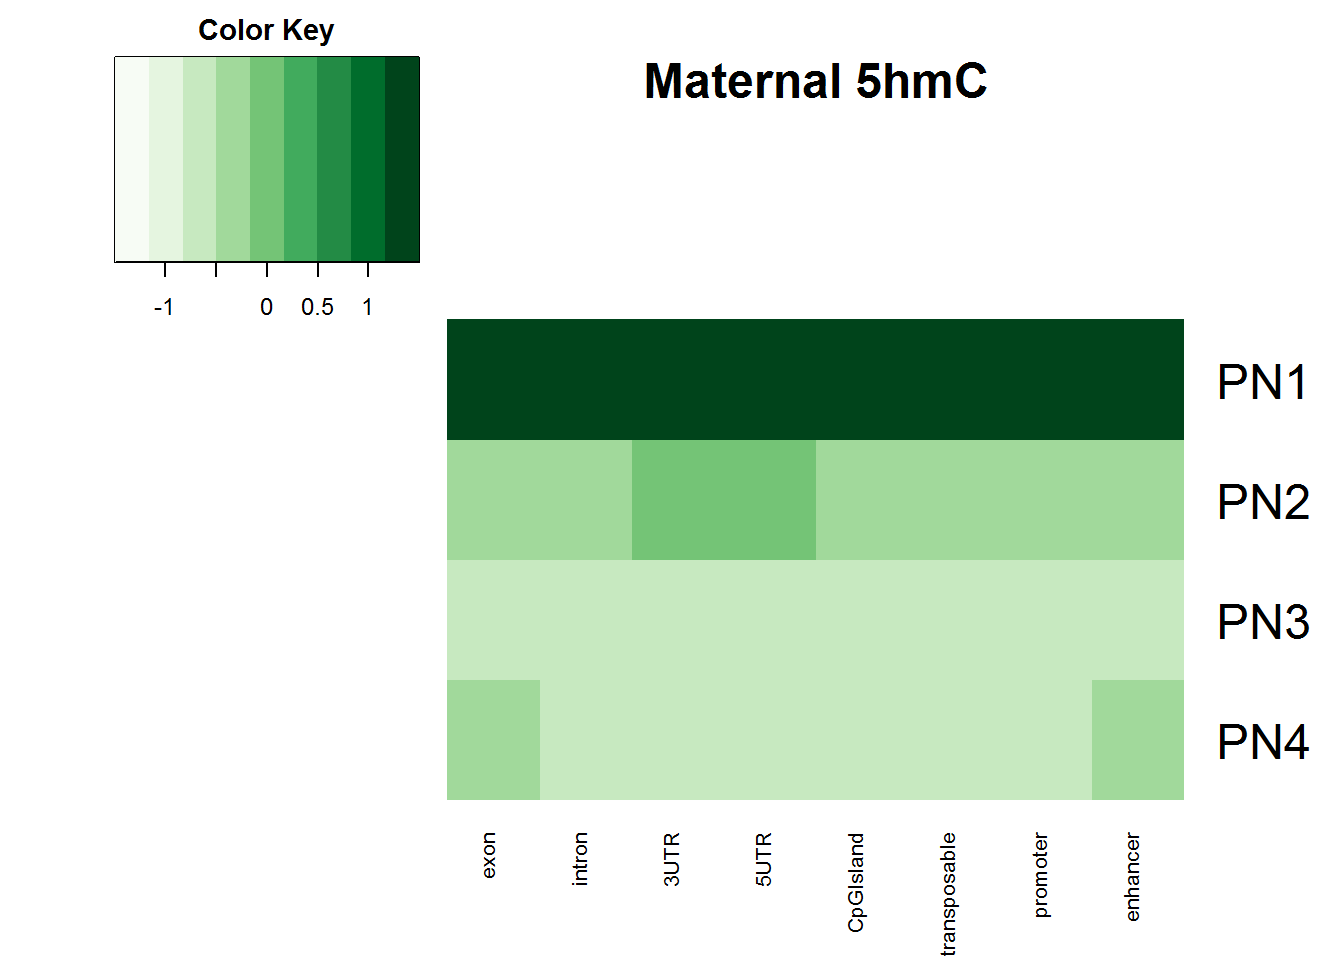 Color Key
Maternal 5hmC
-1 0 0.5 1
PN1
PN2
PN3
PN4
exon
intron
3UTR
5UTR
CpGIsland
transposable
promoter
enhancer